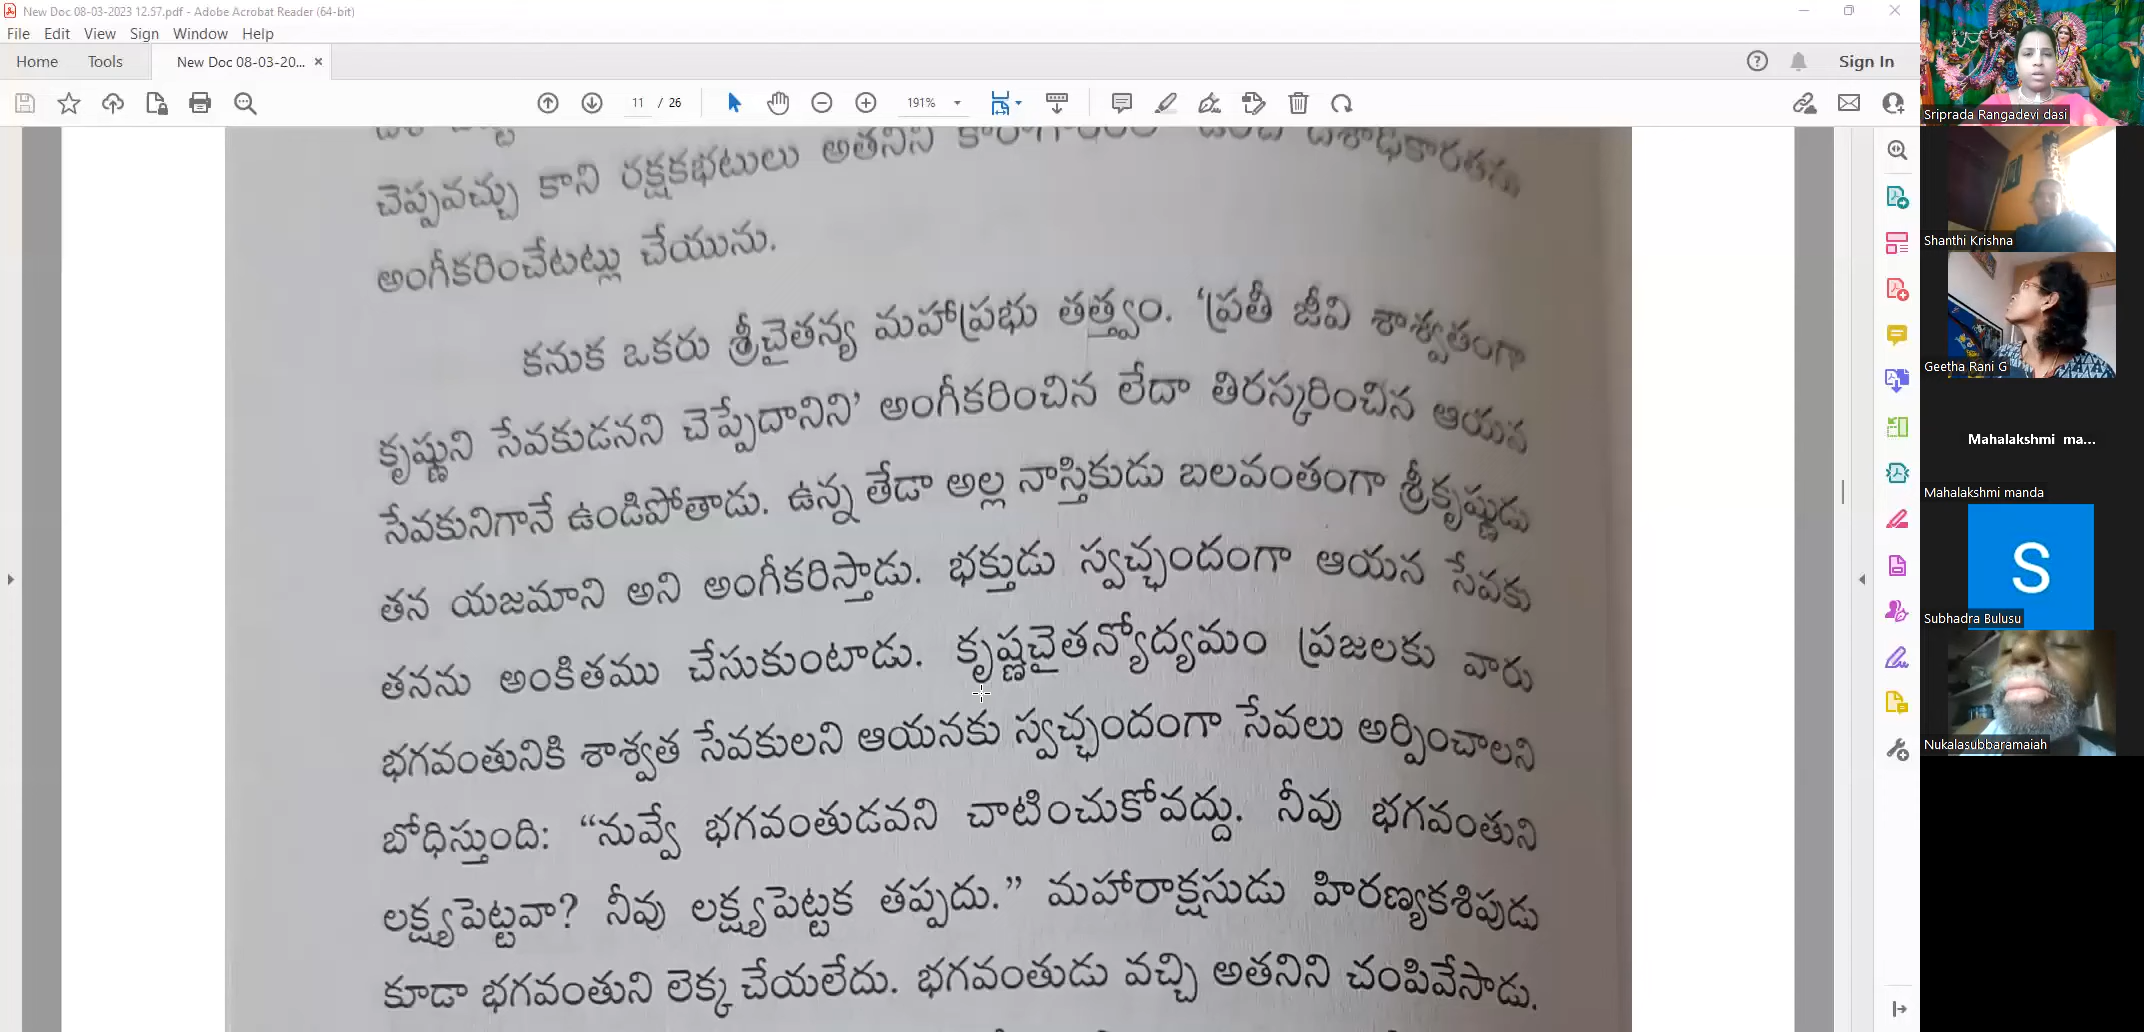 New Doc 08-03-2023 12.57.pdf - Adobe Acrobat Reader (64-bit)
File Edit View Sign Window Help
Home Tools New Doc 08-03-20... × Sign In
11 / 26 191%
చెప్పవచ్చు కాని రక్షకభటులు అతనిని
అంగీకరించేటట్లు చేయును.
కనుక ఒకరు శ్రీచైతన్య మహాప్రభు తత్త్వం. ‘ప్రతీ జీవి శాశ్వతంగా
కృష్ణుని సేవకుడనని చెప్పేదానిని’ అంగీకరించిన లేదా తిరస్కరించిన ఆయన
సేవకునిగానే ఉండిపోతాడు. ఉన్న తేడా అల్ల నాస్తికుడు బలవంతంగా శ్రీకృష్ణుడు
తన యజమాని అని అంగీకరిస్తాడు. భక్తుడు స్వచ్ఛందంగా ఆయన సేవకు
తనను అంకితము చేసుకుంటాడు. కృష్ణచైతన్యోద్యమం ప్రజలకు వారు
భగవంతునికి శాశ్వత సేవకులని ఆయనకు స్వచ్ఛందంగా సేవలు అర్పించాలని
బోధిస్తుంది: “నువ్వే భగవంతుడవని చాటించుకోవద్దు. నీవు భగవంతుని
లక్ష్యపెట్టవా? నీవు లక్ష్యపెట్టక తప్పదు.” మహారాక్షసుడు హిరణ్యకశిపుడు
కూడా భగవంతుని లెక్క చేయలేదు. భగవంతుడు వచ్చి అతనిని చంపివేసాడు.
Sriprada Rangadevi dasi
Shanthi Krishna
Geetha Rani G
Mahalakshmi ma...
Mahalakshmi manda
S
Subhadra Bulusu
Nukalasubbaramaiah